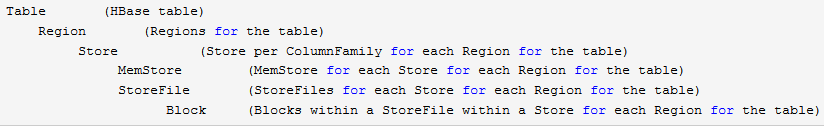 Table (HBase table)
Region (Regions for the table)
Store (Store per ColumnFamily for each Region for the table)
MemStore (MemStore for each Store for each Region for the table)
StoreFile (StoreFiles for each Store for each Region for the table)
Block (Blocks within a StoreFile within a Store for each Region for the table)